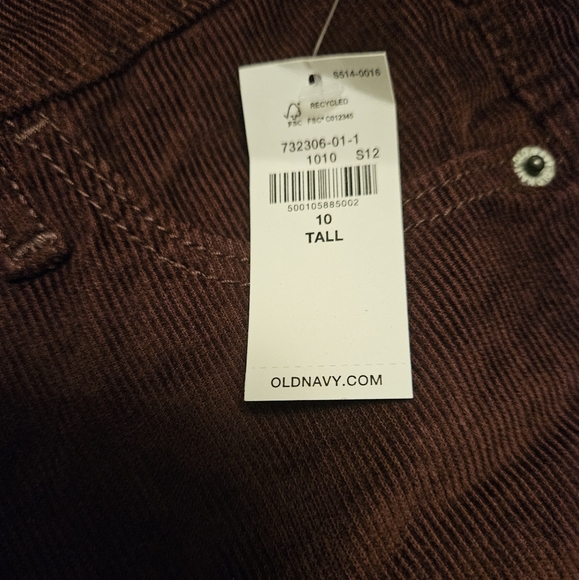 S514-0016
RECYCLED
FSC FSC® C012345
732306-01-1
1010 S12
500105885002
10
TALL
OLDNAVY.COM